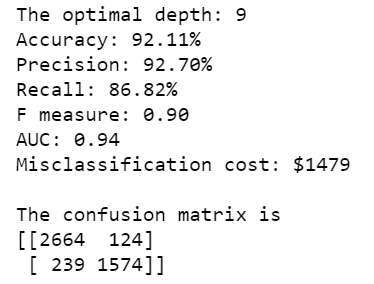 The optimal depth: 9
Accuracy: 92.11%
Precision: 92.70%
Recall: 86.82%
F measure: 0.90
AUC: 0.94
Misclassification cost: $1479
The confusion matrix is
[[2664  124]
 [ 239 1574]]